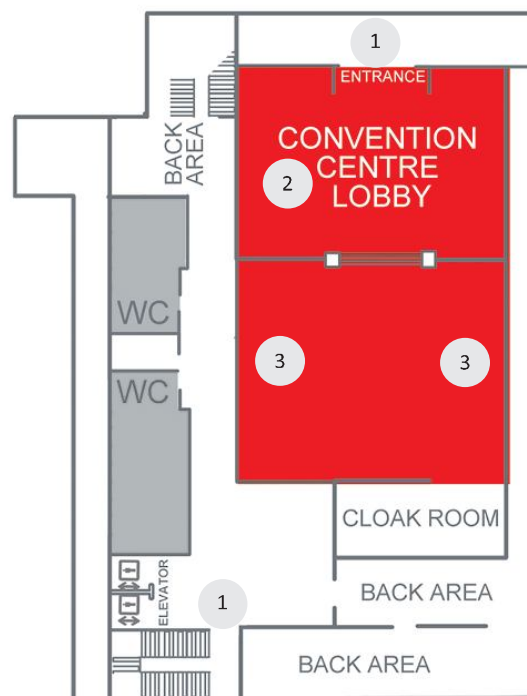 1
ENTRANCE
CONVENTION
CENTRE
LOBBY
2
BACK
AREA
WC
3
3
WC
CLOAK ROOM
ELEVATOR
1
BACK AREA
BACK AREA